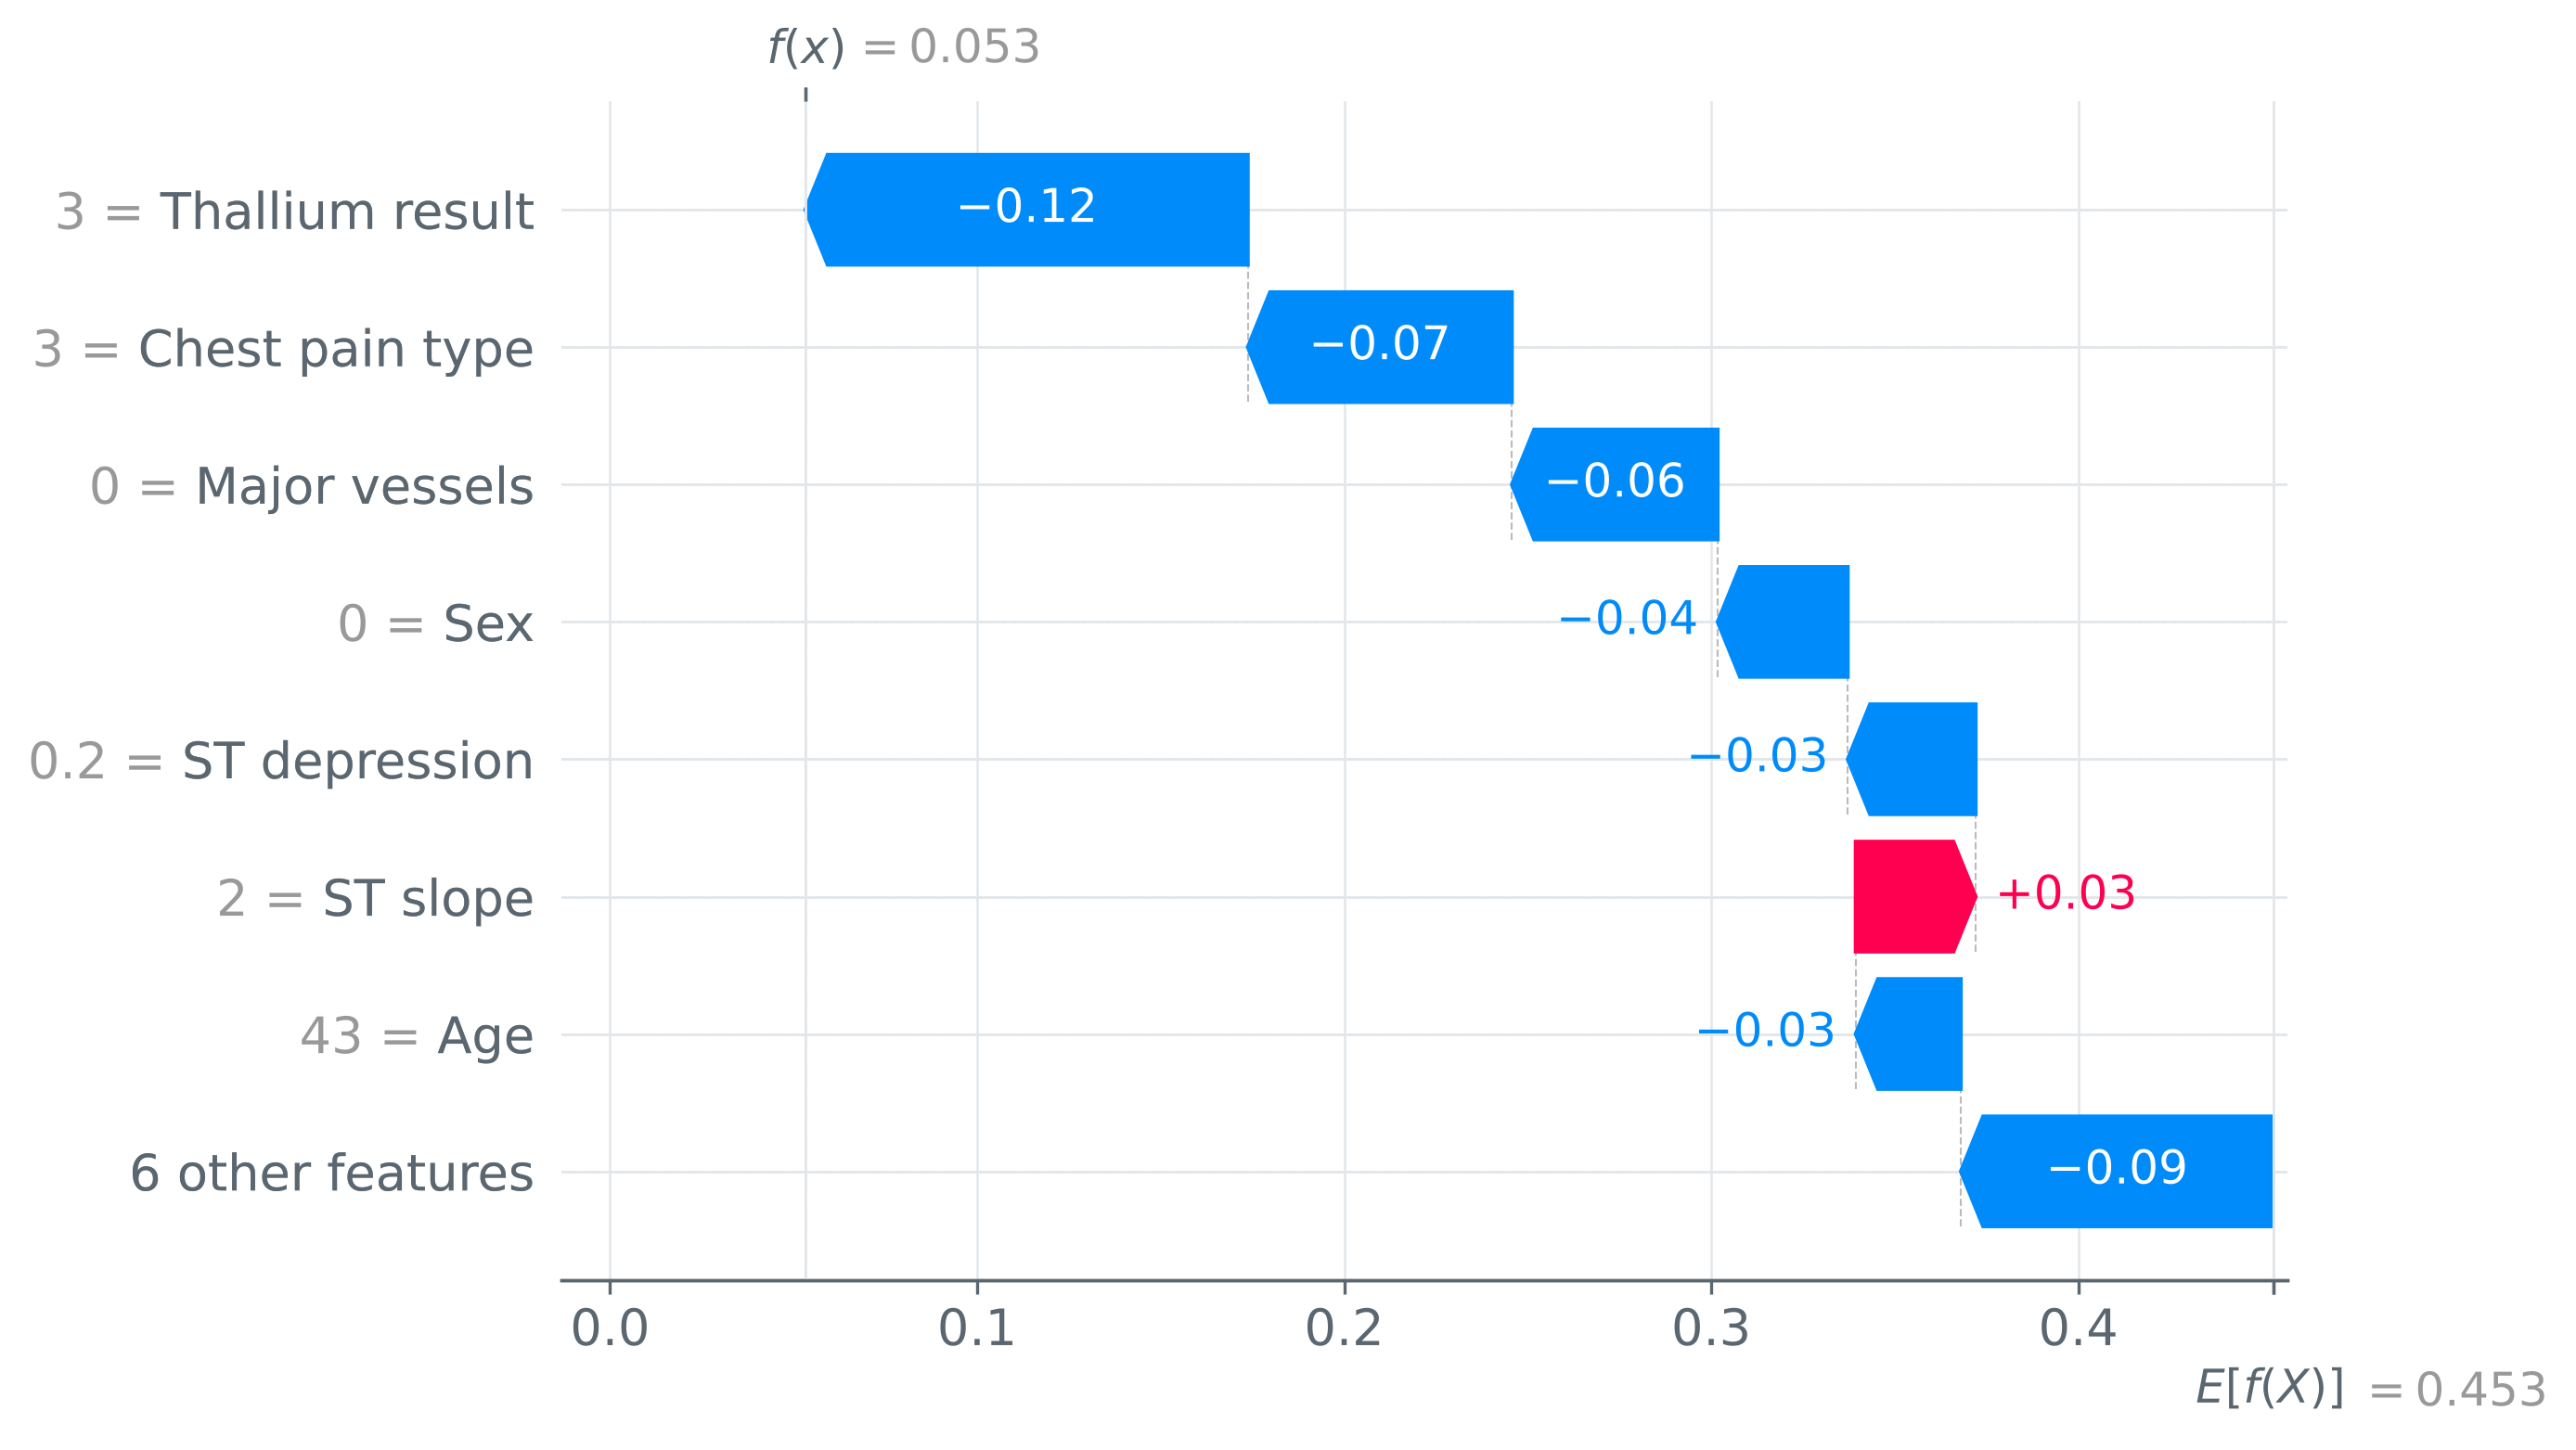 f(x) = 0.053
3 = Thallium result
−0.12
3 = Chest pain type
−0.07
0 = Major vessels
−0.06
0 = Sex
−0.04
0.2 = ST depression
−0.03
2 = ST slope
+0.03
43 = Age
−0.03
6 other features
−0.09
0.0 0.1 0.2 0.3 0.4
E[f(X)] = 0.453